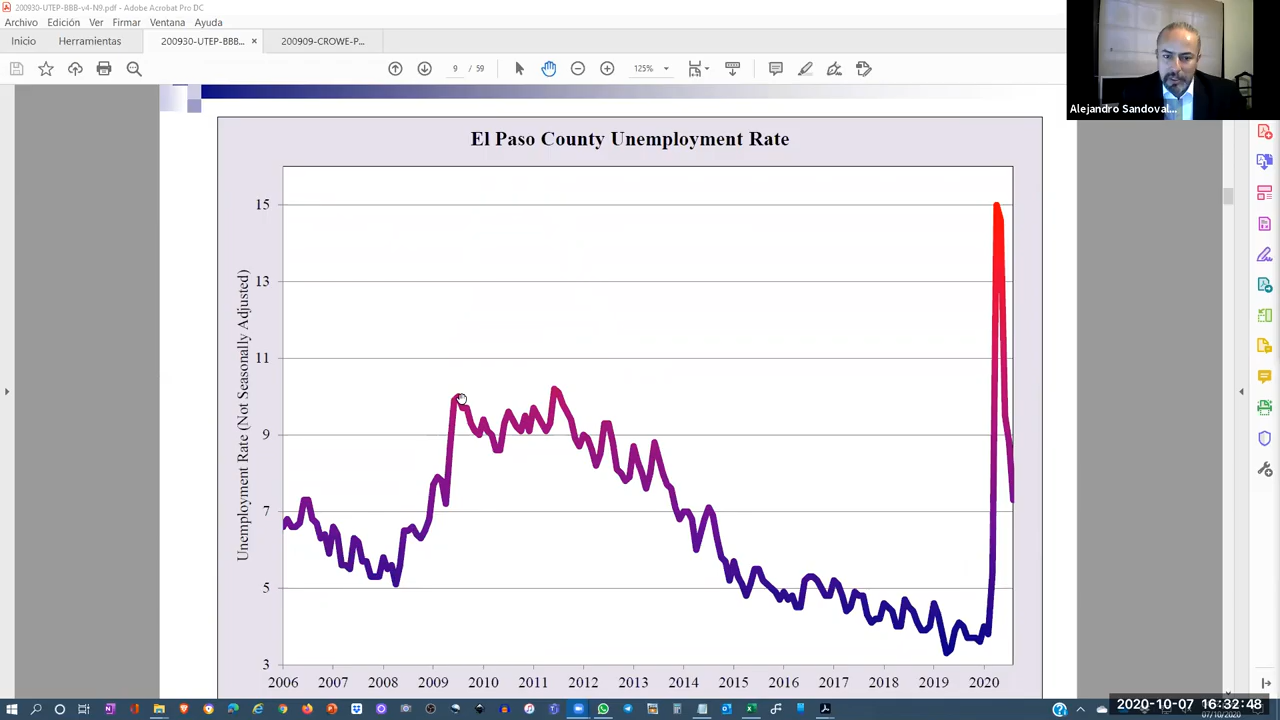 200930-UTEP-BBB-v4-N9.pdf - Adobe Acrobat Pro DC
Archivo Edición Ver Firmar Ventana Ayuda
Inicio Herramientas 200930-UTEP-BBB... × 200909-CROWE-P...
9 / 59 125%
Alejandro Sandoval...
El Paso County Unemployment Rate
Unemployment Rate (Not Seasonally Adjusted)
15
13
11
9
7
5
3
2006 2007 2008 2009 2010 2011 2012 2013 2014 2015 2016 2017 2018 2019 2020
2020-10-07 16:32:48
07/10/2020